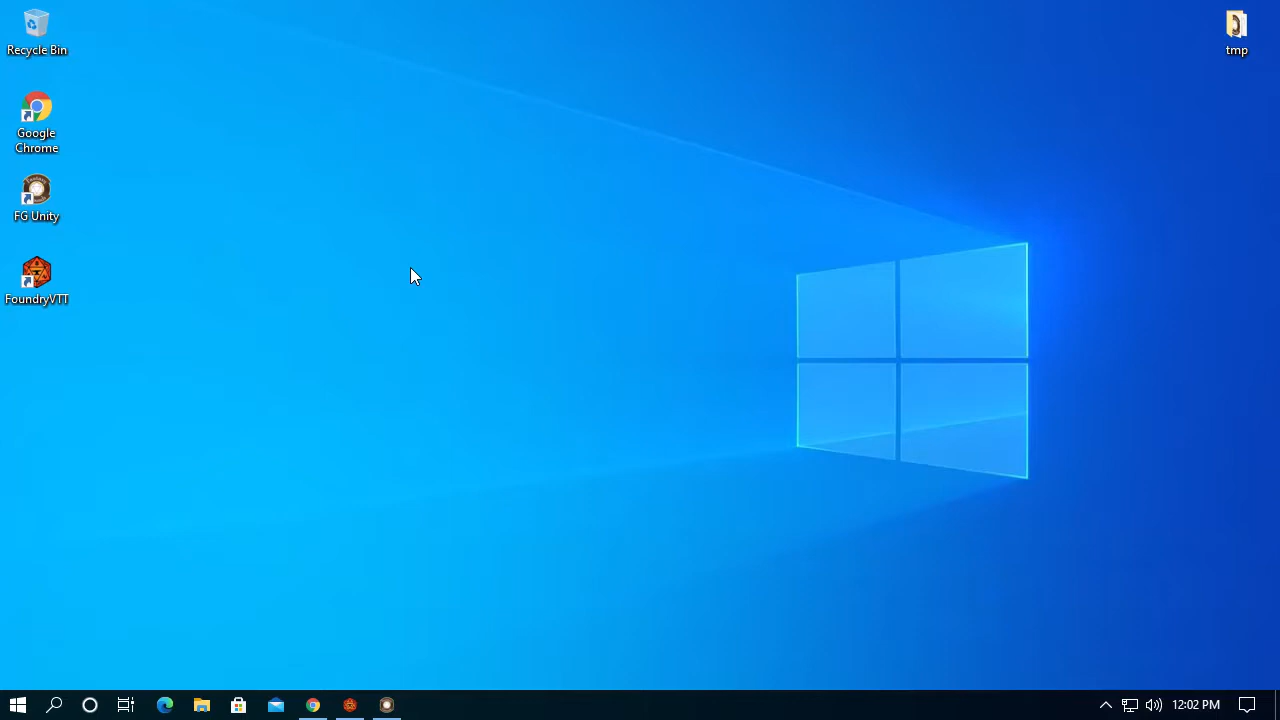 Recycle Bin
tmp
Google
Chrome
FG Unity
FoundryVTT
12:02 PM